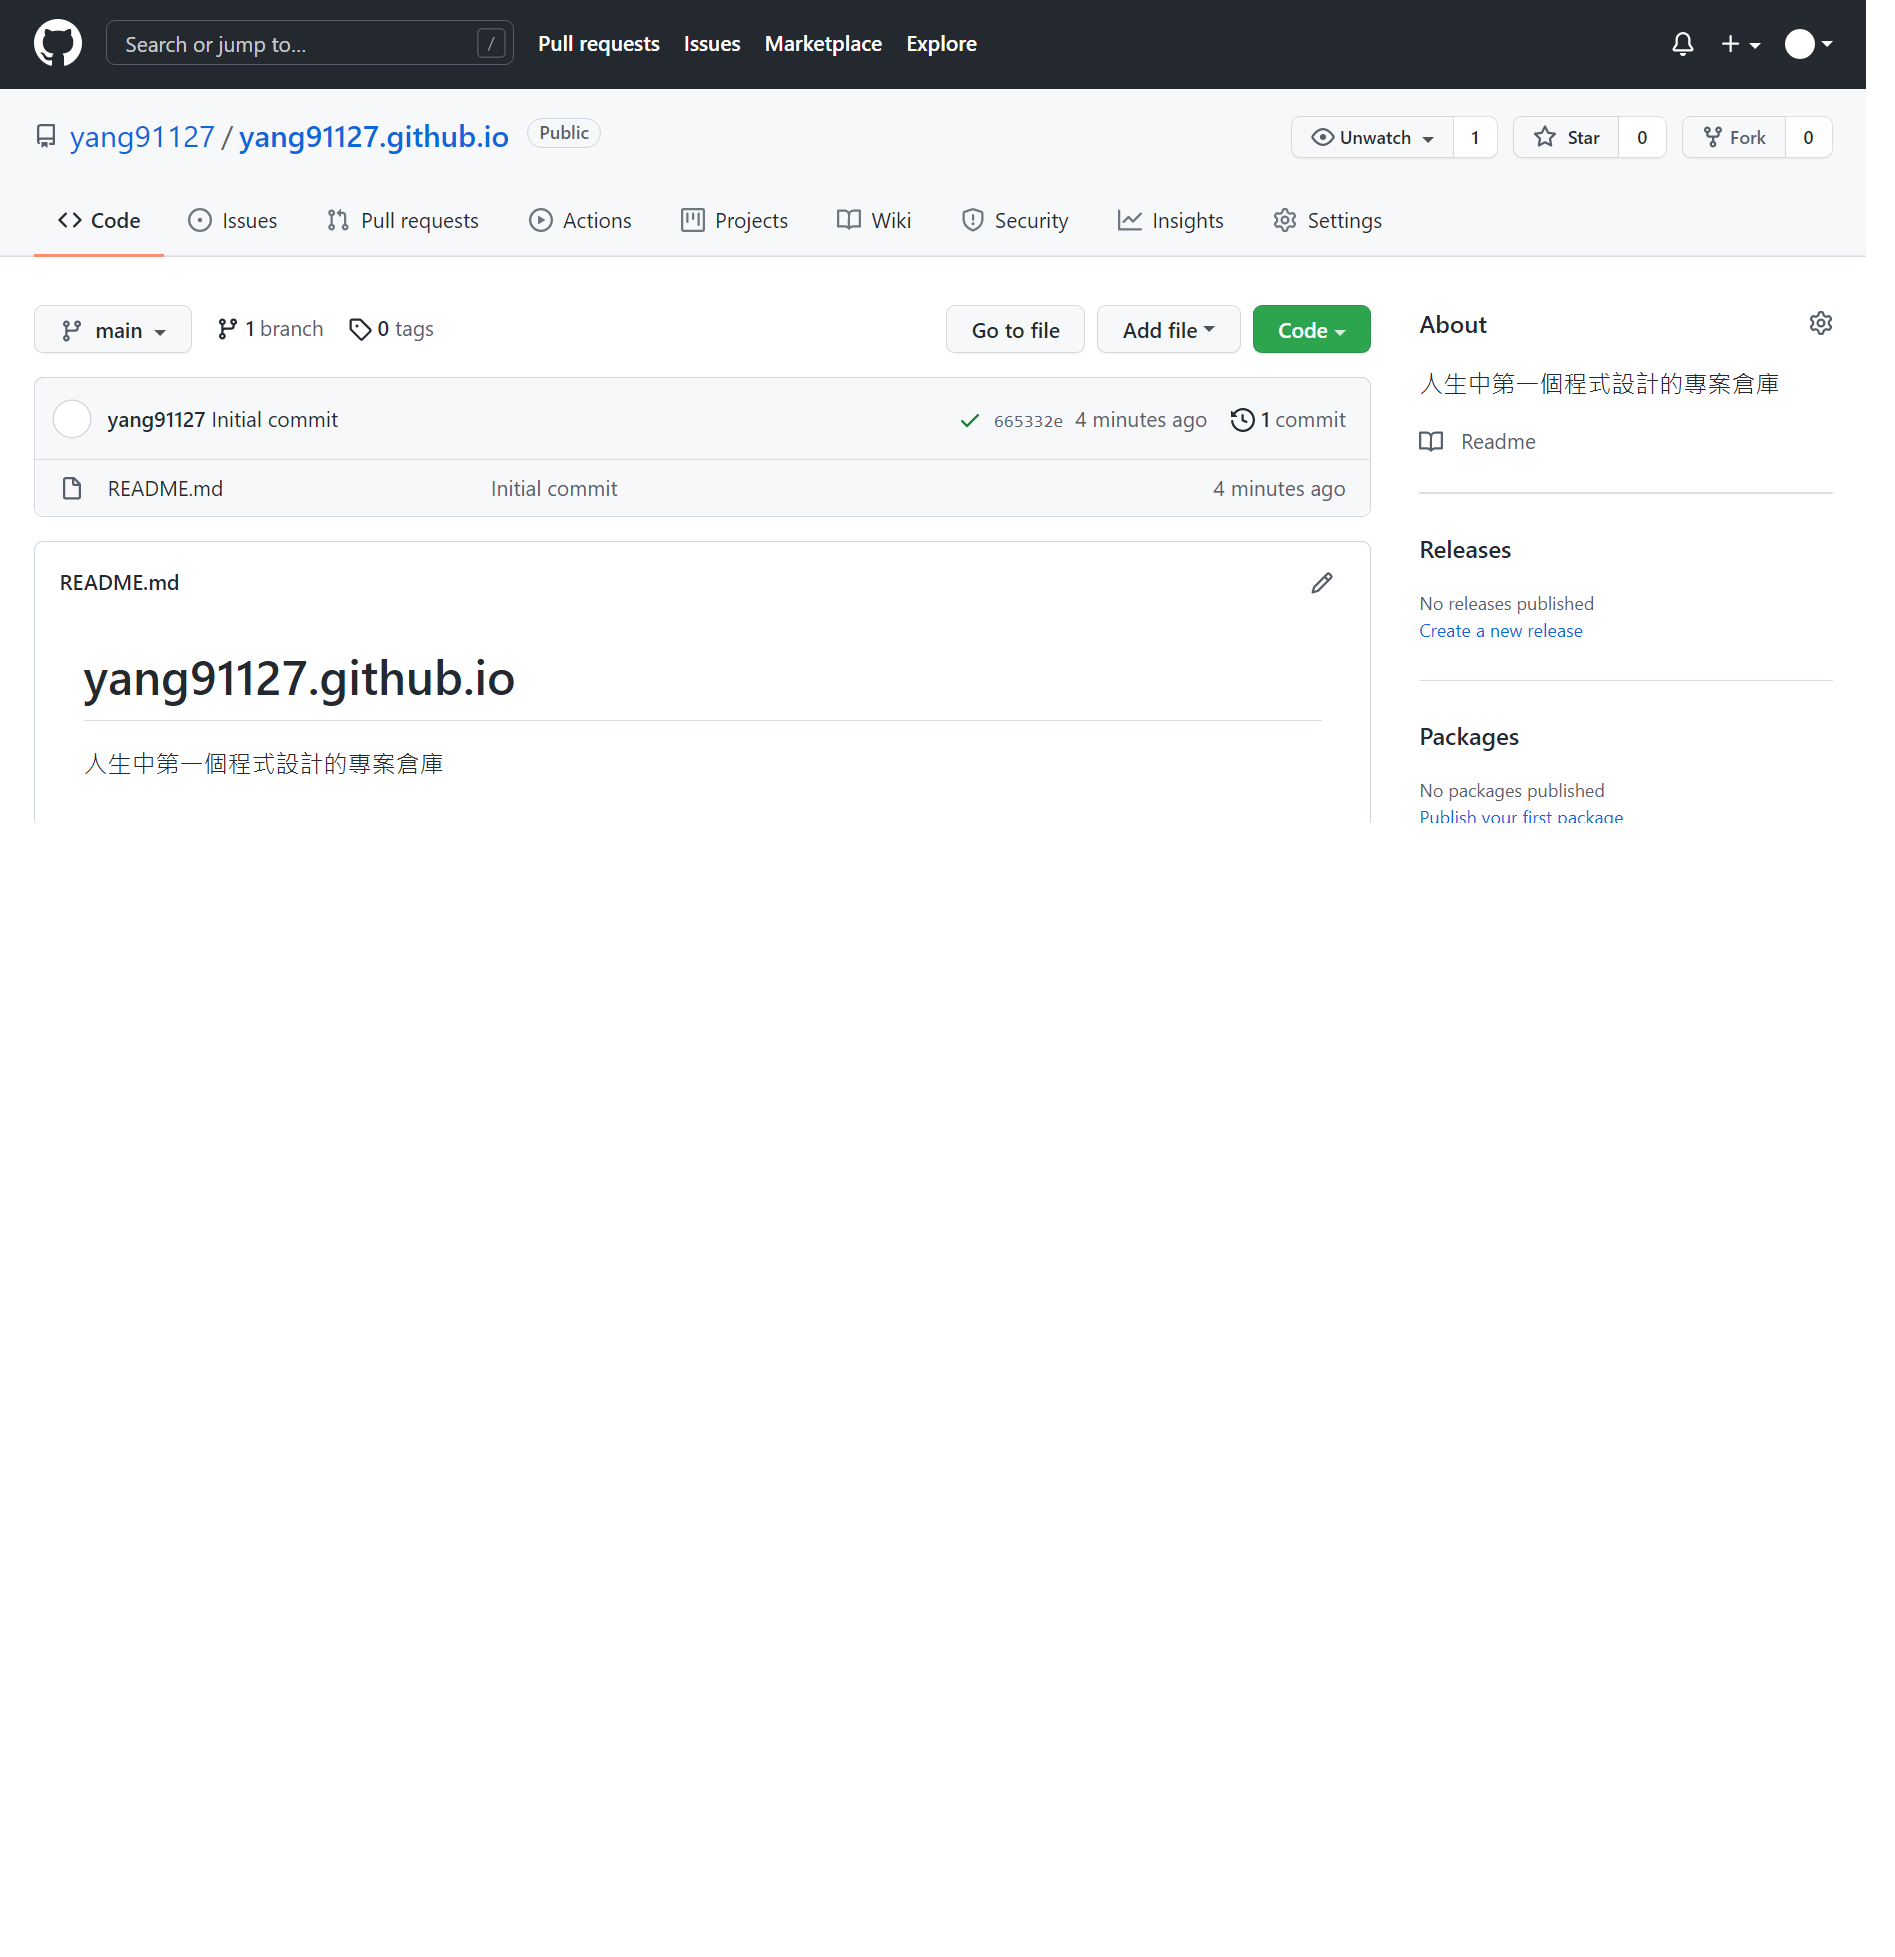 Search or jump to... /
Pull requests Issues Marketplace Explore
yang91127 / yang91127.github.io Public
Unwatch 1 Star 0 Fork 0
Code Issues Pull requests Actions Projects Wiki Security Insights Settings
main 1 branch 0 tags
Go to file Add file Code
yang91127 Initial commit 665332e 4 minutes ago 1 commit
README.md Initial commit 4 minutes ago
README.md
yang91127.github.io
人生中第一個程式設計的專案倉庫
About
人生中第一個程式設計的專案倉庫
Readme
Releases
No releases published
Create a new release
Packages
No packages published
Publish your first package